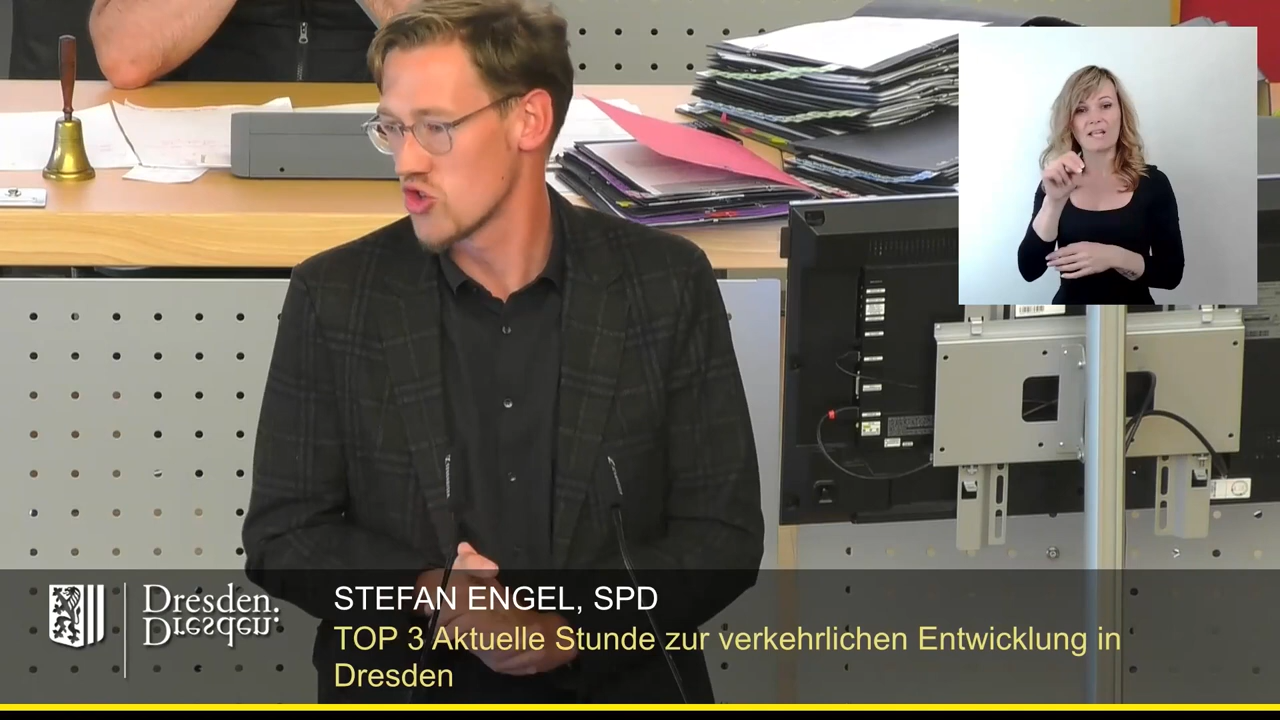 Dresden.
Dresden.
STEFAN ENGEL, SPD
TOP 3 Aktuelle Stunde zur verkehrlichen Entwicklung in
Dresden